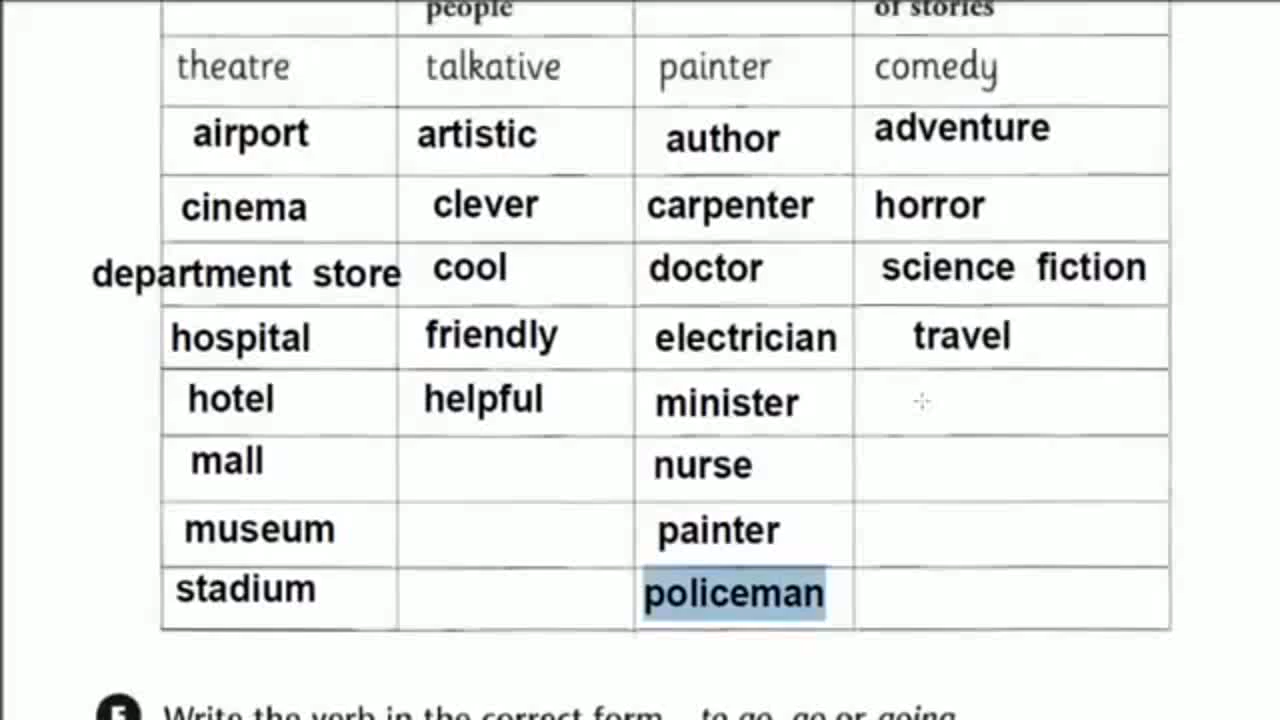 people of stories
theatre talkative painter comedy
airport artistic author adventure
cinema clever carpenter horror
department store cool doctor science fiction
hospital friendly electrician travel
hotel helpful minister
mall nurse
museum painter
stadium policeman
E Write the verb in the correct form – to go, go or going